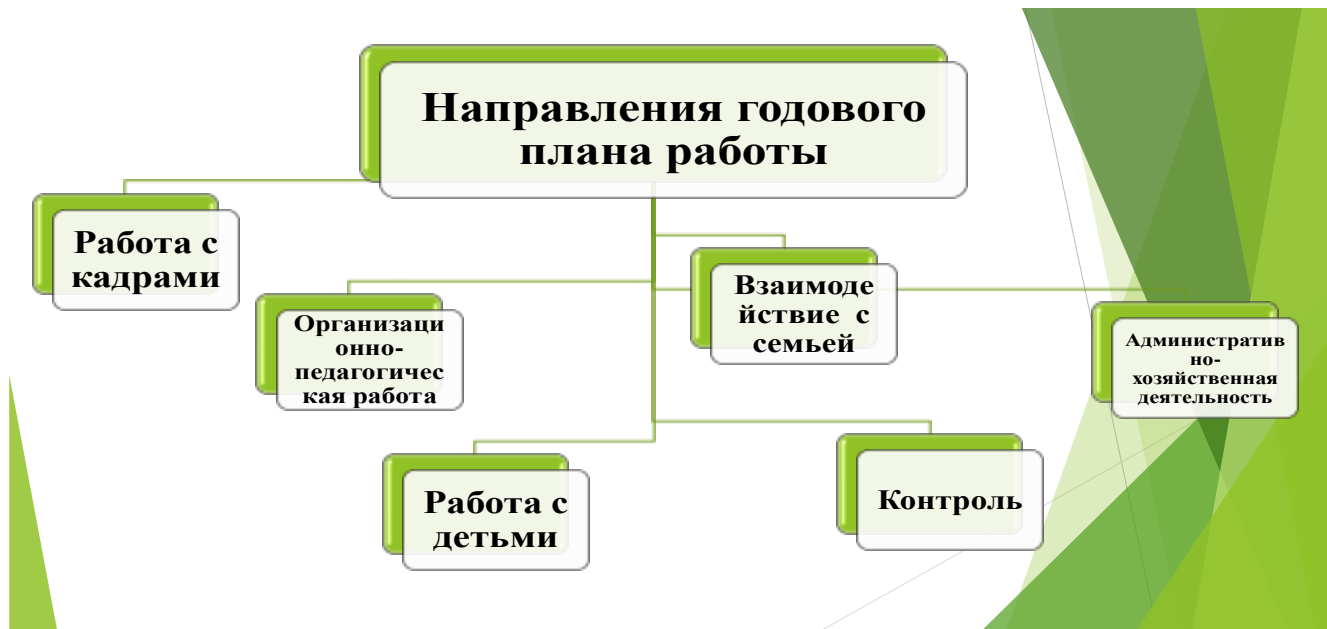 Направления годового
плана работы
Работа с
кадрами
Организаци
онно-
педагогичес
кая работа
Взаимоде
йствие с
семьей
Административ
но-
хозяйственная
деятельность
Работа с
детьми
Контроль